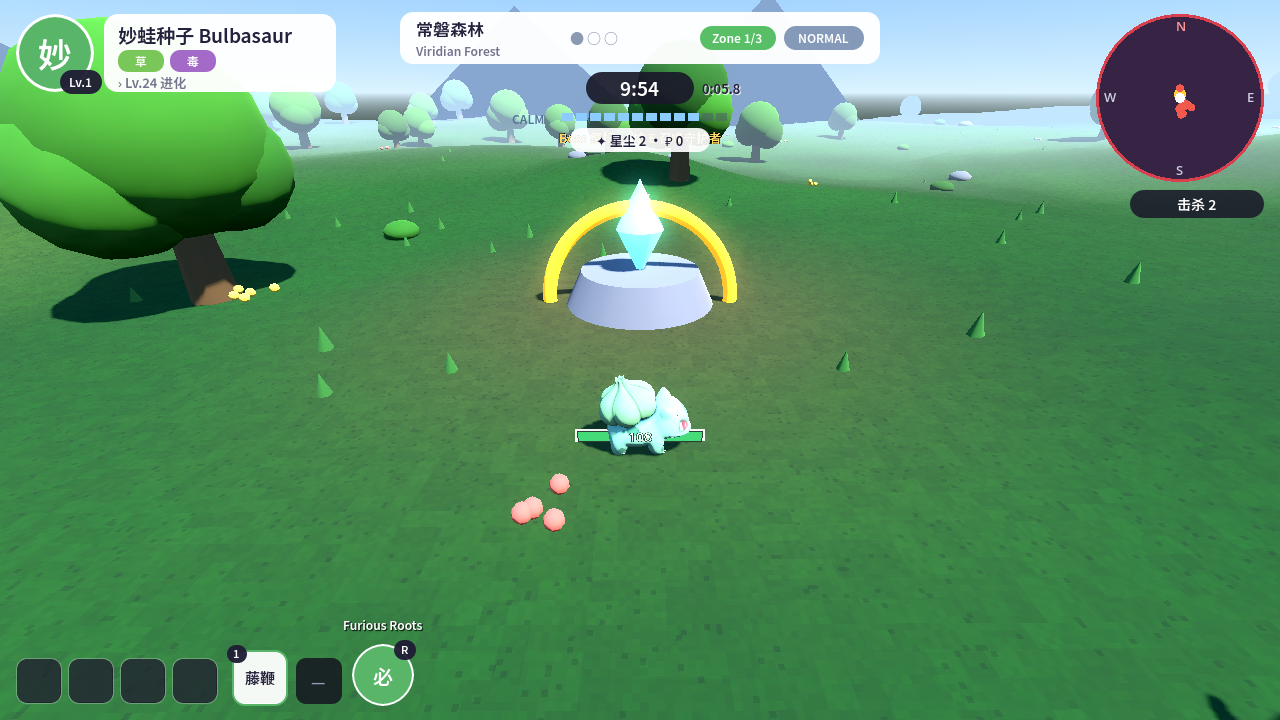 妙
Lv.1
妙蛙种子 Bulbasaur
草
毒
› Lv.24 进化
常磐森林
Viridian Forest
Zone 1/3
NORMAL
9:54
0:05.8
CALM
✦ 星尘 2 · ₽ 0
者
N
W
E
S
击杀 2
108
Furious Roots
1
藤鞭
—
必
R